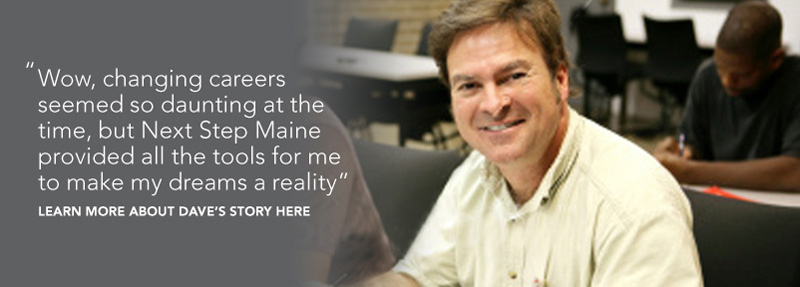 “Wow, changing careers
seemed so daunting at the
time, but Next Step Maine
provided all the tools for me
to make my dreams a reality”
LEARN MORE ABOUT DAVE’S STORY HERE